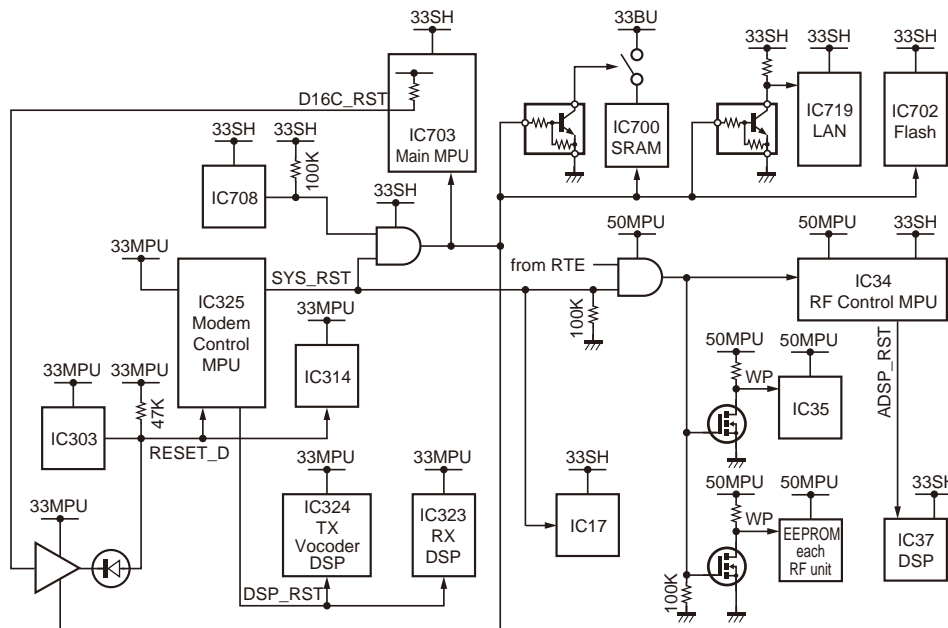 33SH
33BU
33SH
33SH
33SH
D16C_RST
IC703
Main MPU
IC700
SRAM
IC719
LAN
IC702
Flash
33SH
33SH
100K
IC708
33SH
50MPU
50MPU
33SH
33MPU
SYS_RST
from RTE
IC325
Modem
Control
MPU
IC34
RF Control MPU
100K
33MPU
33MPU
33MPU
IC314
47K
IC303
RESET_D
50MPU
50MPU
WP
IC35
ADSP_RST
33MPU
33MPU
33SH
33SH
50MPU
50MPU
33SH
IC324
TX
Vocoder
DSP
IC323
RX
DSP
IC17
WP
EEPROM
each
RF unit
IC37
DSP
DSP_RST
100K